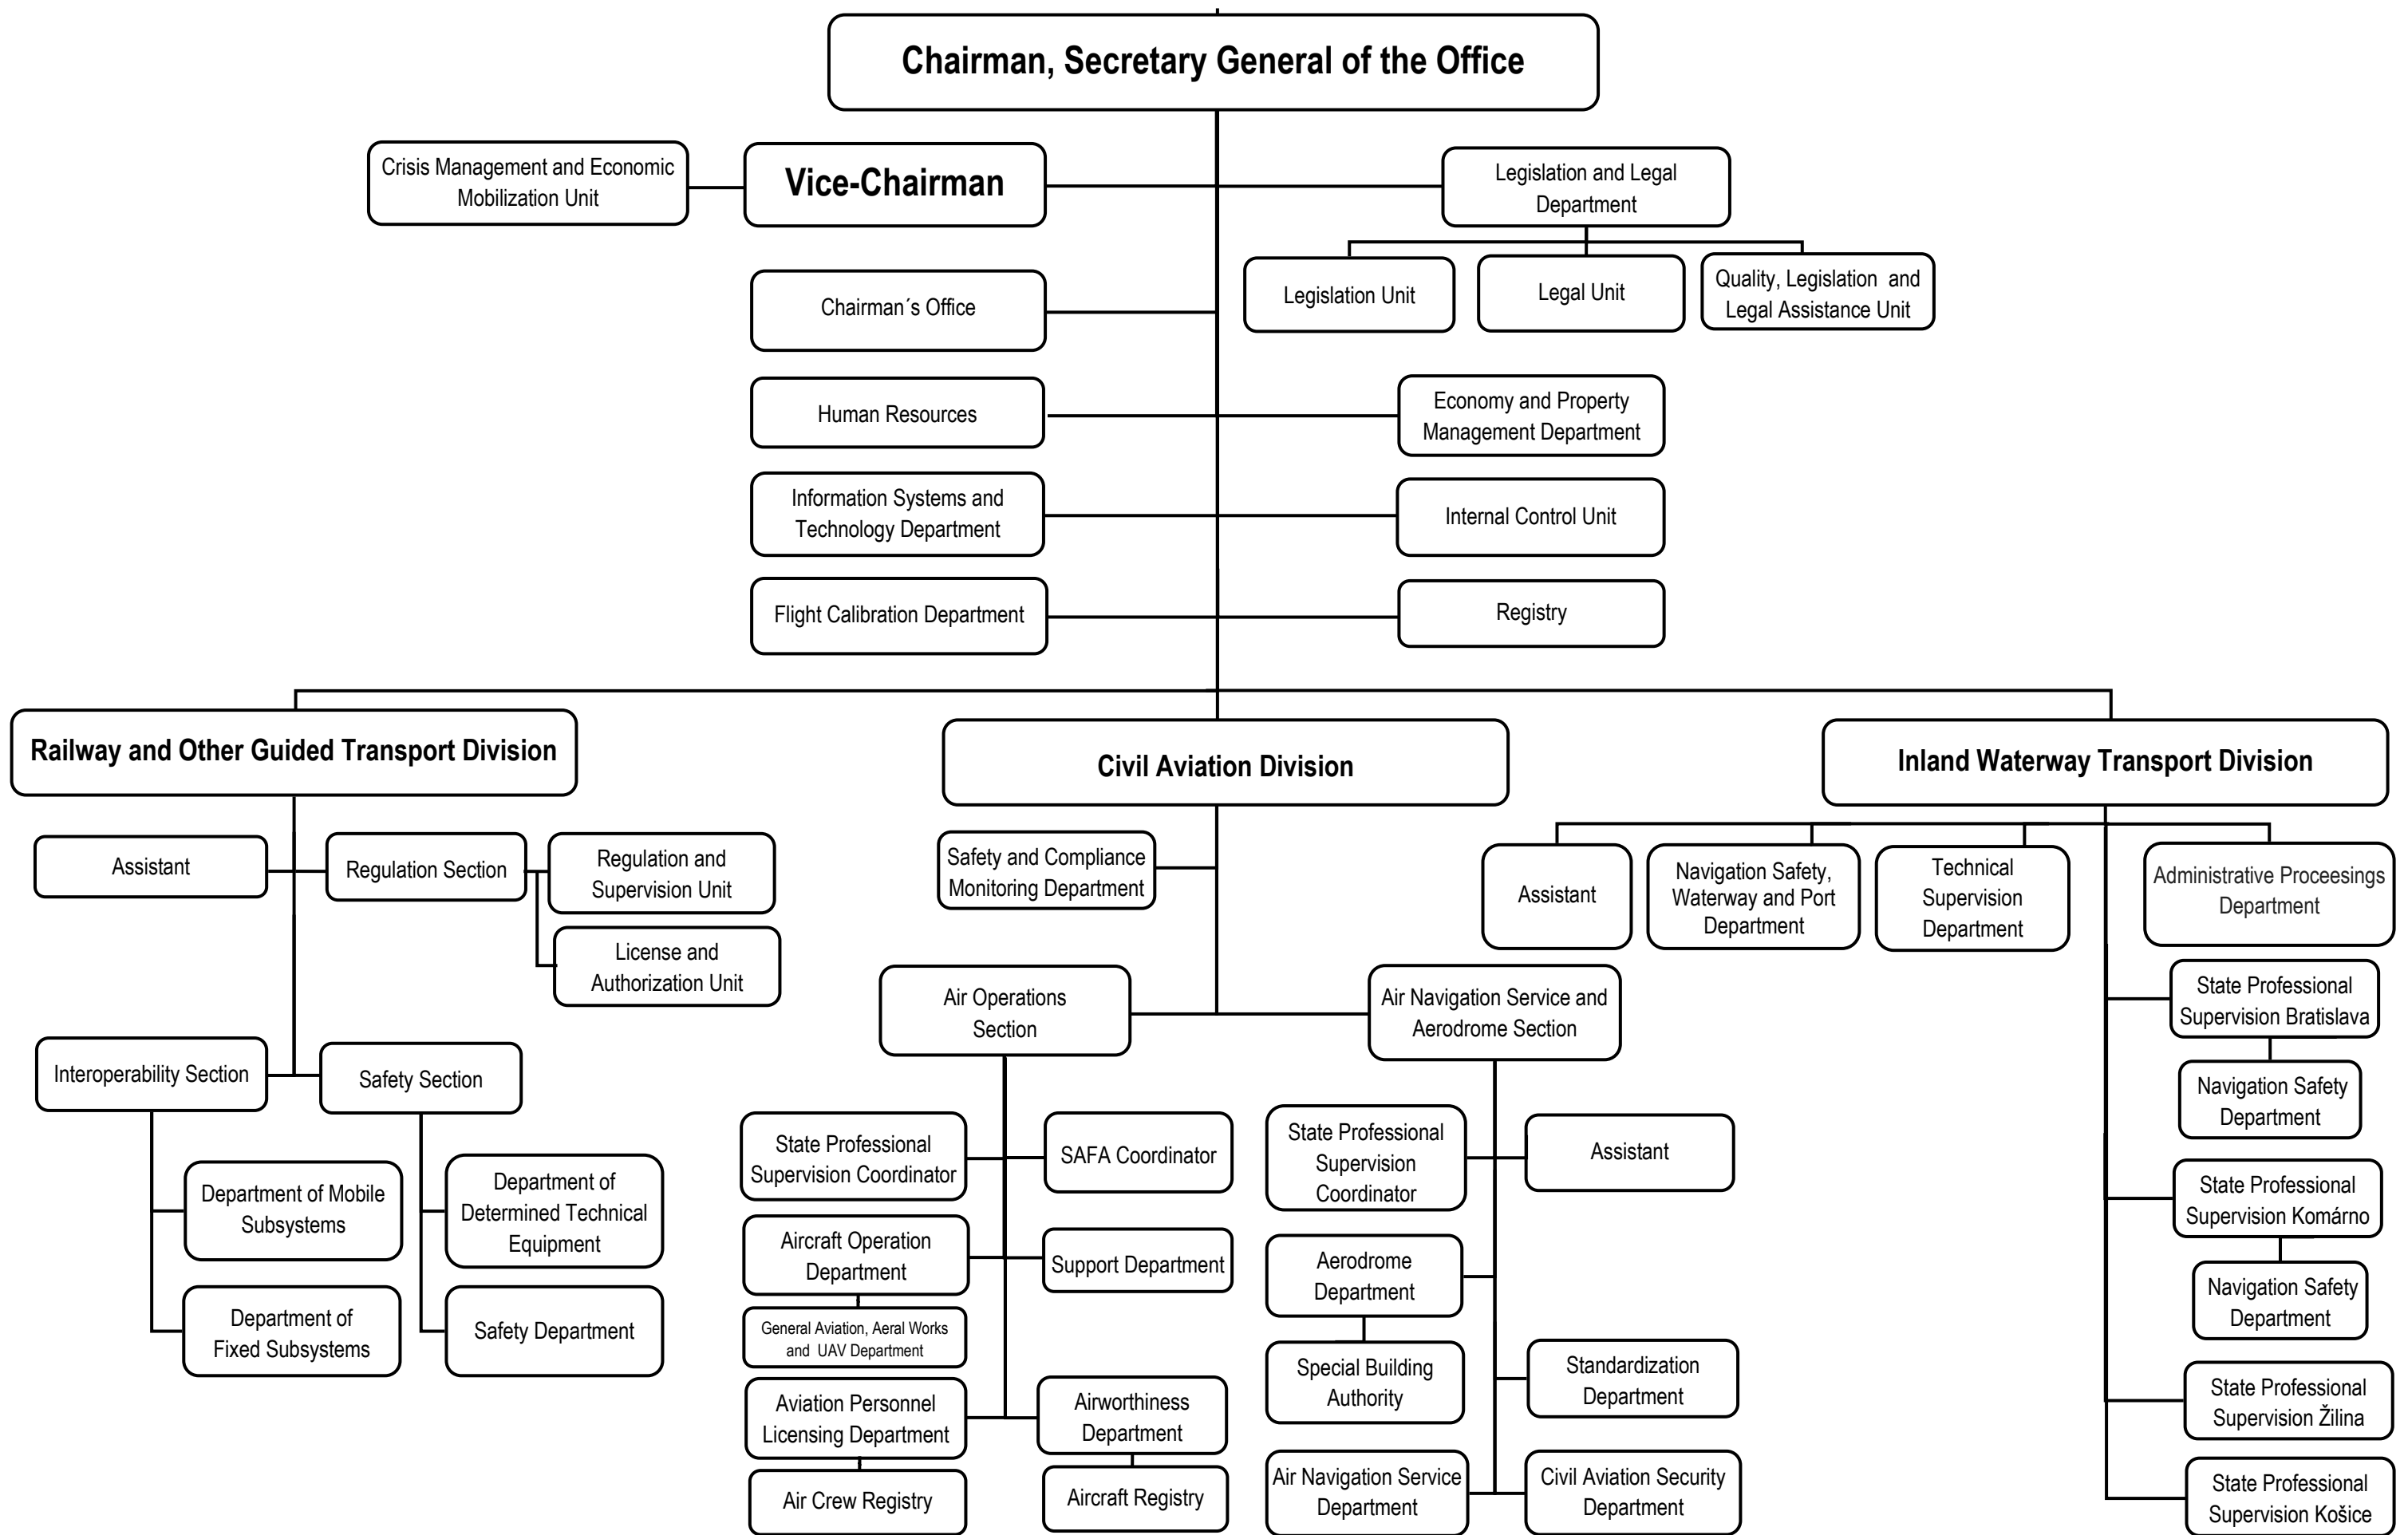 Chairman, Secretary General of the Office
Crisis Management and Economic
Mobilization Unit
Vice-Chairman
Legislation and Legal
Department
Legislation Unit
Legal Unit
Quality, Legislation and
Legal Assistance Unit
Chairman´s Office
Human Resources
Economy and Property
Management Department
Information Systems and
Technology Department
Internal Control Unit
Flight Calibration Department
Registry
Railway and Other Guided Transport Division
Civil Aviation Division
Inland Waterway Transport Division
Assistant
Regulation Section
Regulation and
Supervision Unit
License and
Authorization Unit
Interoperability Section
Safety Section
Department of Mobile
Subsystems
Department of
Determined Technical
Equipment
Department of
Fixed Subsystems
Safety Department
Safety and Compliance
Monitoring Department
Air Operations
Section
Air Navigation Service and
Aerodrome Section
State Professional
Supervision Coordinator
SAFA Coordinator
Aircraft Operation
Department
Support Department
General Aviation, Aeral Works
and UAV Department
Aviation Personnel
Licensing Department
Airworthiness
Department
Air Crew Registry
Aircraft Registry
State Professional
Supervision
Coordinator
Assistant
Aerodrome
Department
Special Building
Authority
Standardization
Department
Air Navigation Service
Department
Civil Aviation Security
Department
Assistant
Navigation Safety,
Waterway and Port
Department
Technical
Supervision
Department
Administrative Proceesings
Department
State Professional
Supervision Bratislava
Navigation Safety
Department
State Professional
Supervision Komárno
Navigation Safety
Department
State Professional
Supervision Žilina
State Professional
Supervision Košice